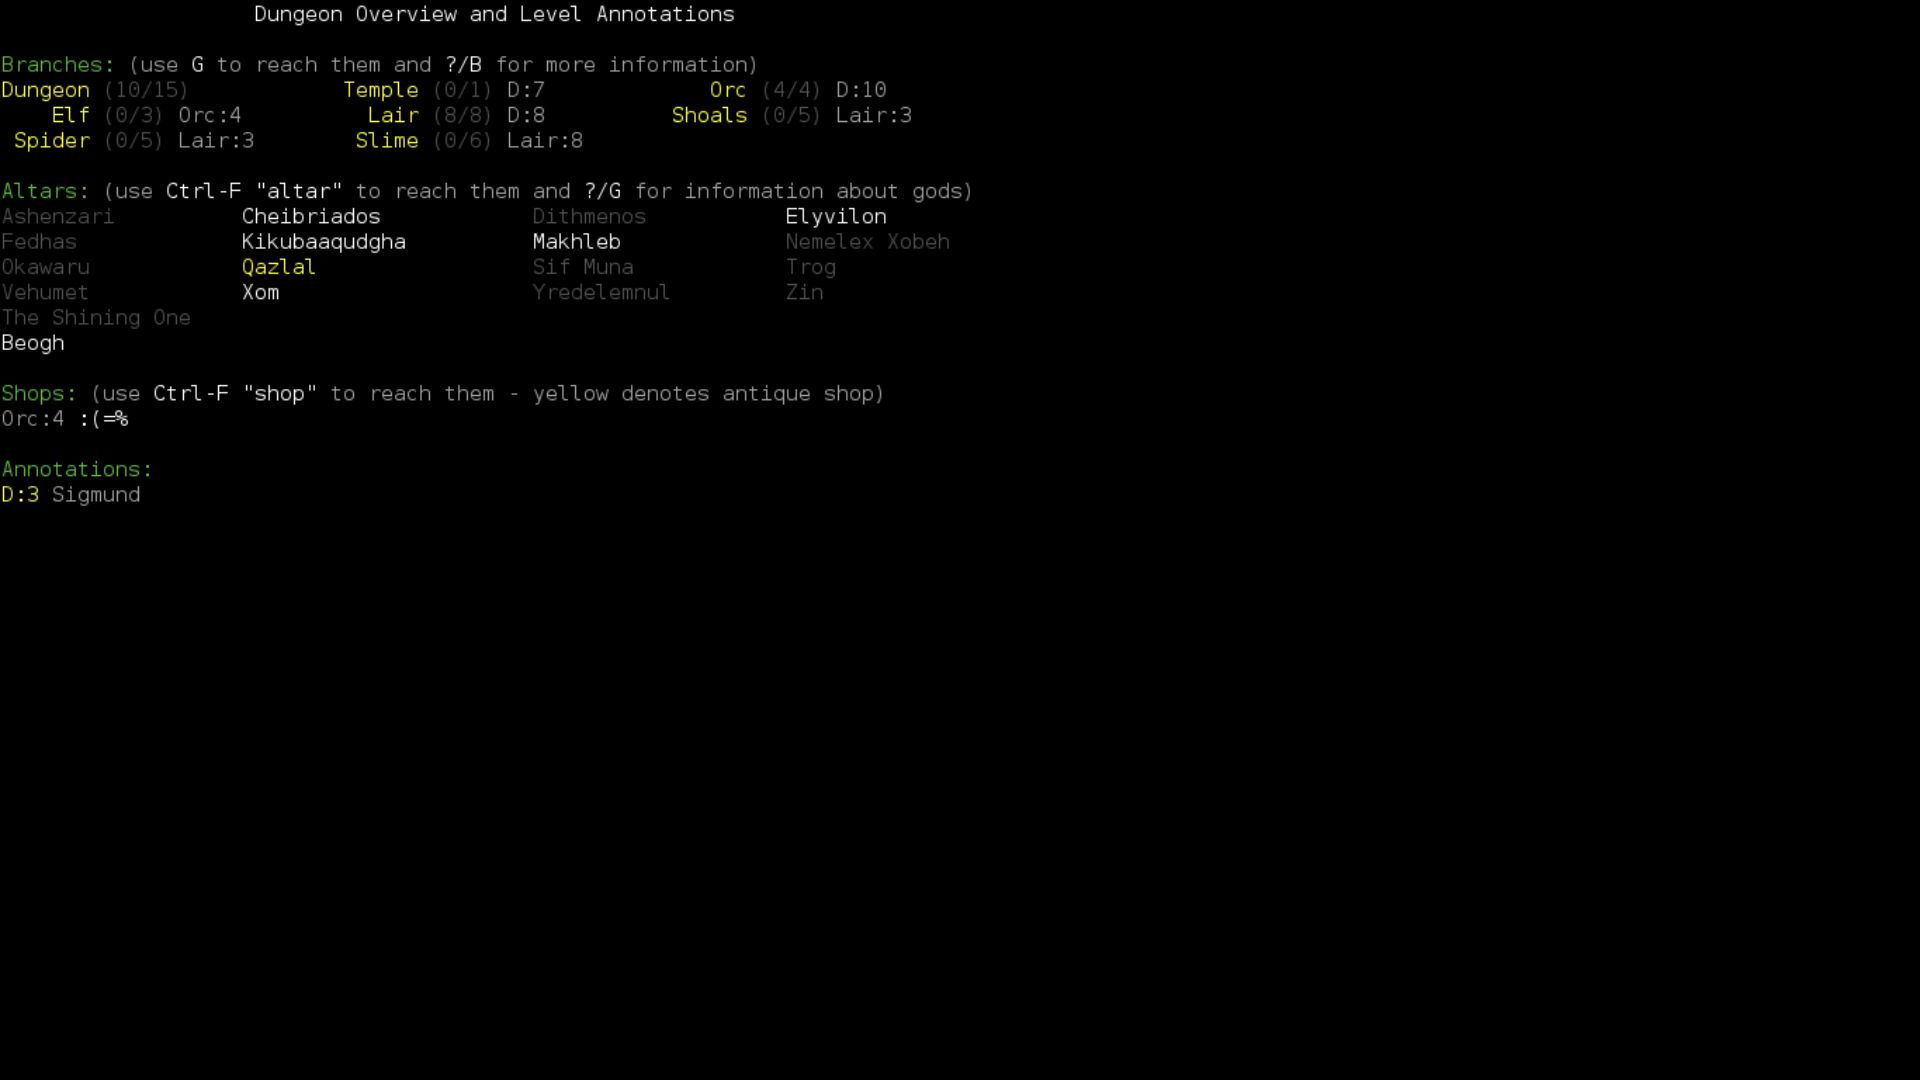 Dungeon Overview and Level Annotations
Branches: (use G to reach them and ?/B for more information)
Dungeon (10/15) Temple (0/1) D:7 Orc (4/4) D:10
Elf (0/3) Orc:4 Lair (8/8) D:8 Shoals (0/5) Lair:3
Spider (0/5) Lair:3 Slime (0/6) Lair:8
Altars: (use Ctrl-F "altar" to reach them and ?/G for information about gods)
Ashenzari Cheibriados Dithmenos Elyvilon
Fedhas Kikubaaqudgha Makhleb Nemelex Xobeh
Okawaru Qazlal Sif Muna Trog
Vehumet Xom Yredelemnul Zin
The Shining One
Beogh
Shops: (use Ctrl-F "shop" to reach them - yellow denotes antique shop)
Orc:4 :(=%
Annotations:
D:3 Sigmund